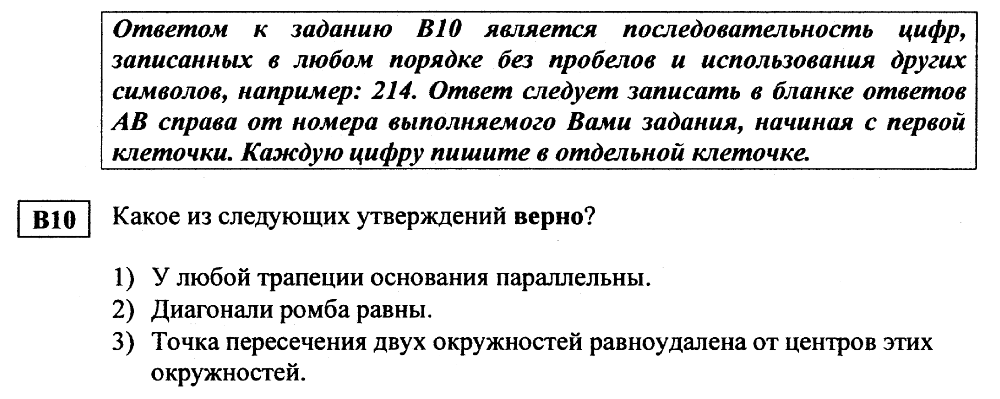 Ответом к заданию В10 является последовательность цифр,
записанных в любом порядке без пробелов и использования других
символов, например: 214. Ответ следует записать в бланке ответов
АВ справа от номера выполняемого Вами задания, начиная с первой
клеточки. Каждую цифру пишите в отдельной клеточке.
В10 Какое из следующих утверждений верно?
1) У любой трапеции основания параллельны.
2) Диагонали ромба равны.
3) Точка пересечения двух окружностей равноудалена от центров этих
окружностей.